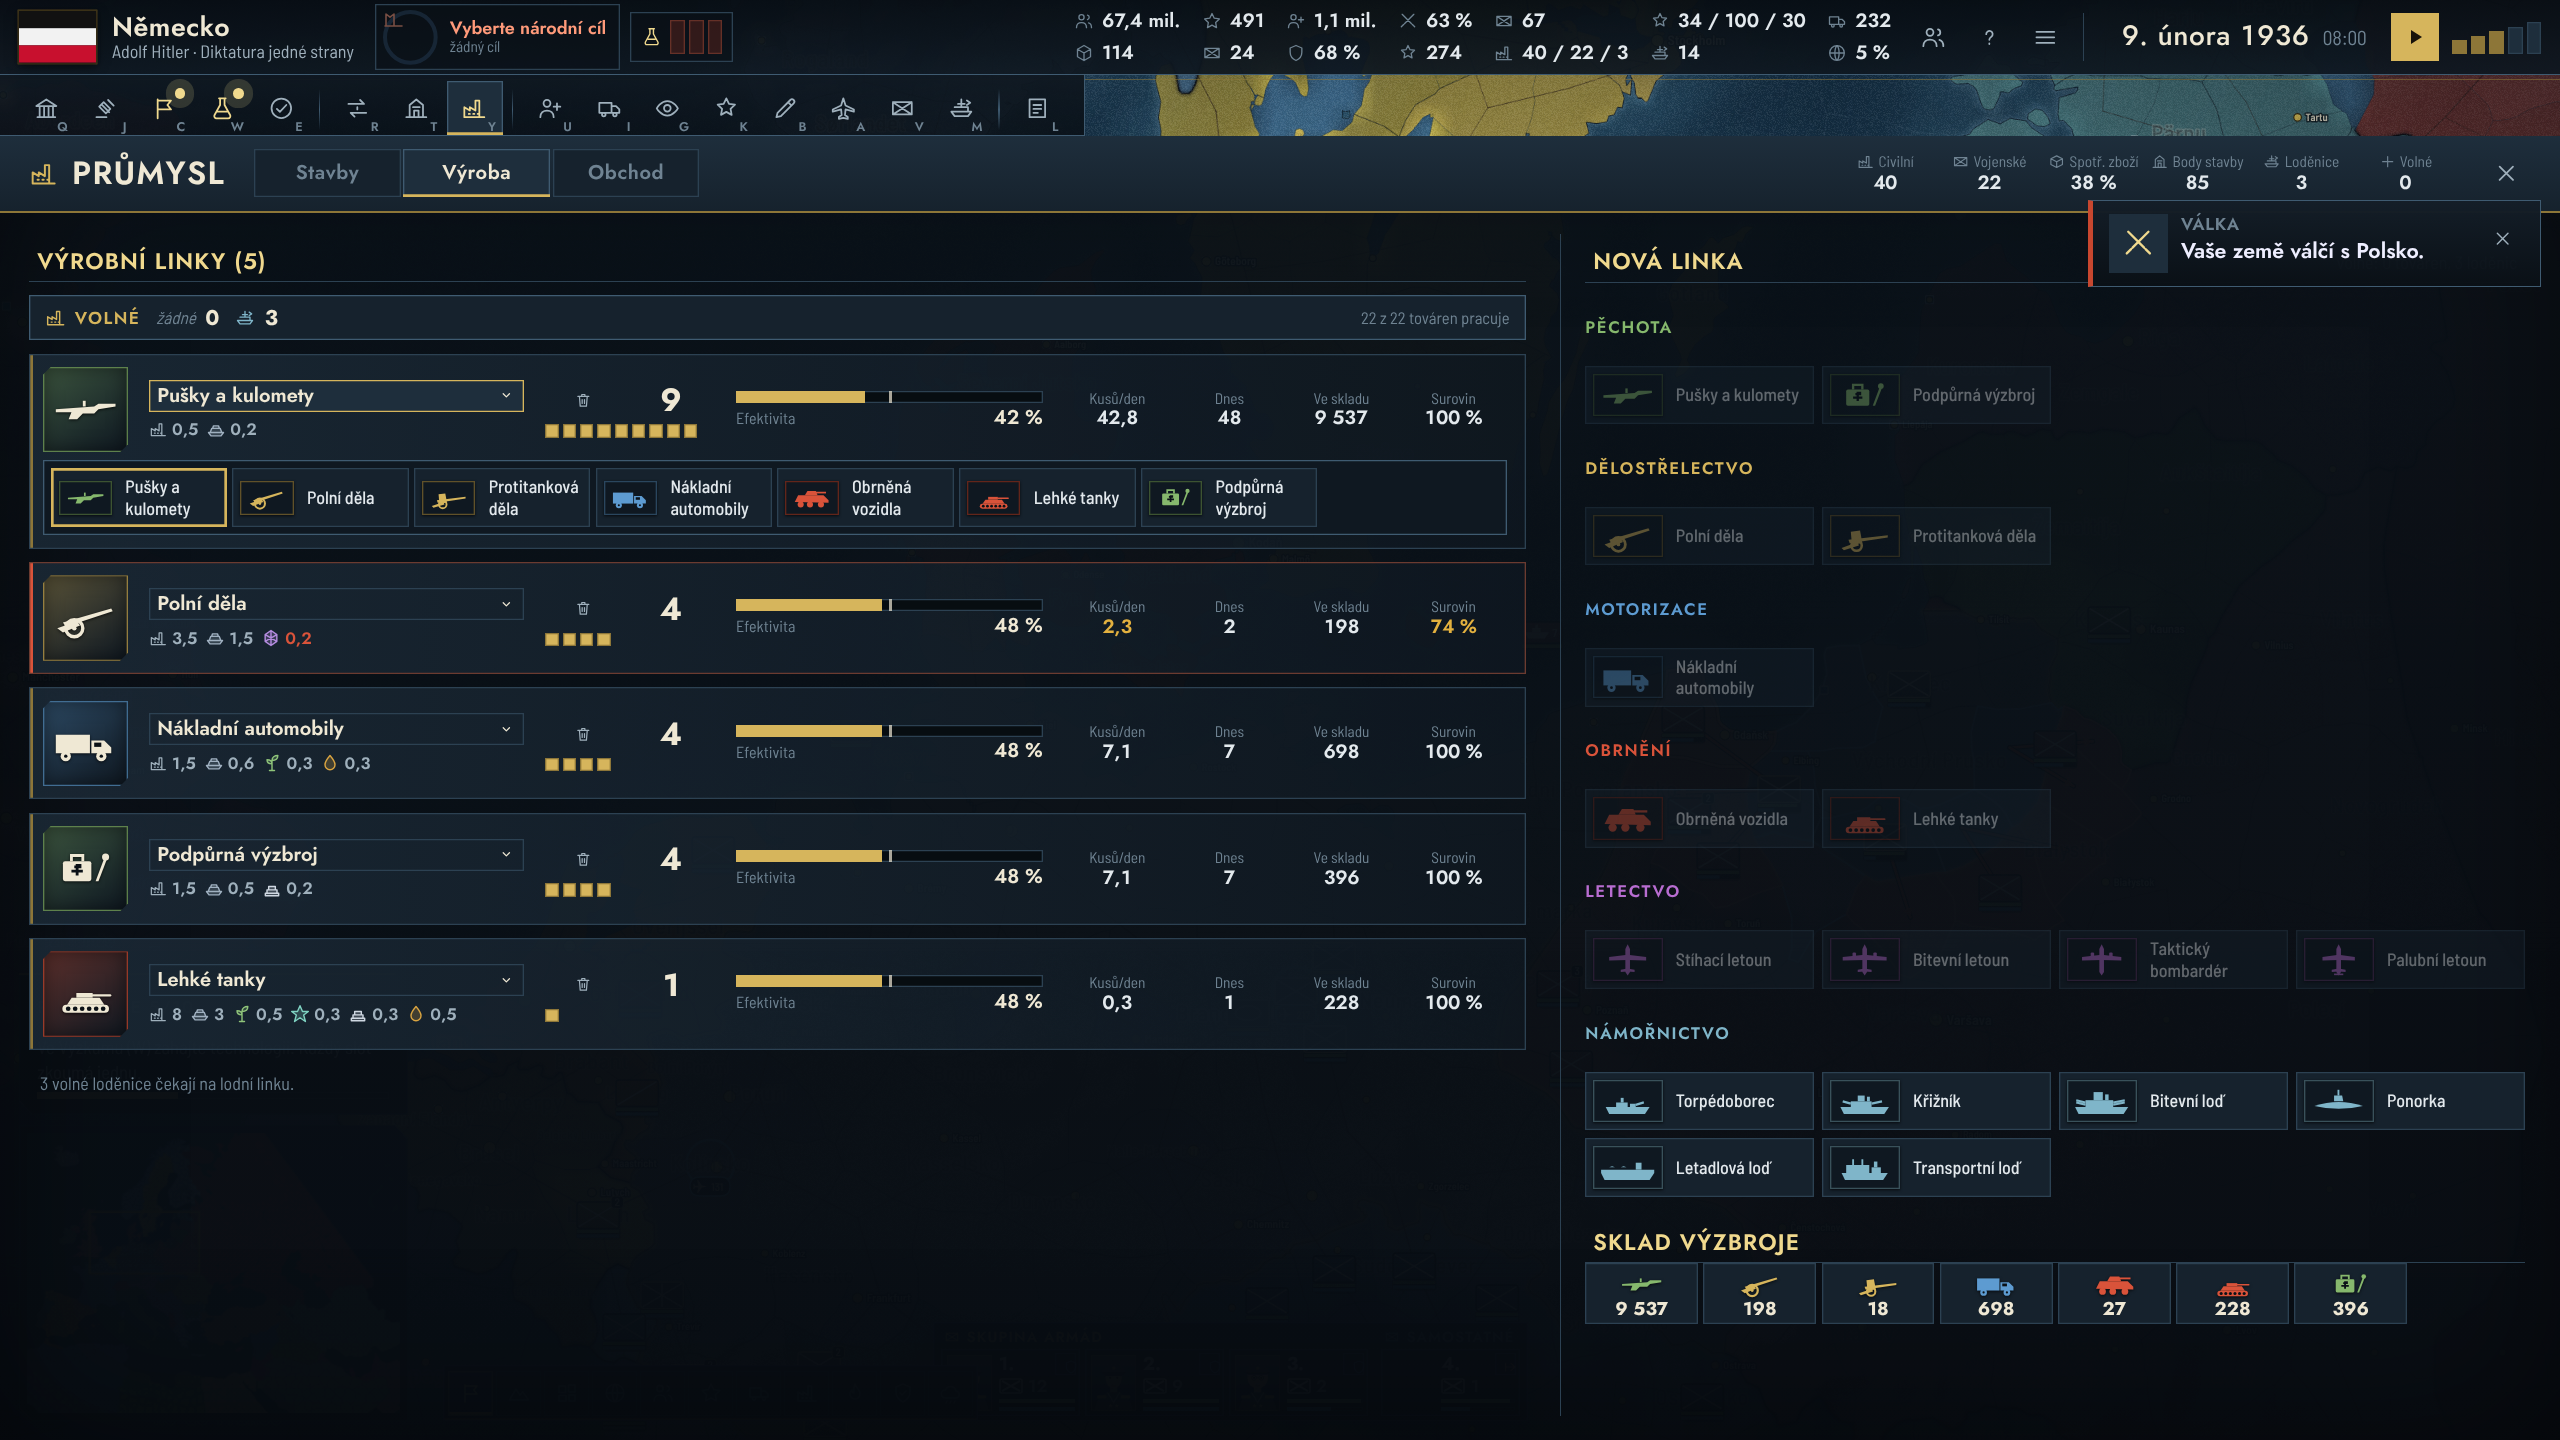 Německo
Adolf Hitler · Diktatura jedné strany
Vyberte národní cíl
žádný cíl
67,4 mil. 491 1,1 mil. 63 % 67 34 / 100 / 30 232
114 24 68 % 274 40 / 22 / 3 14 5 %
?
9. února 1936 08:00
Q J C W E R T Y U I G K B A V M L
Tartu
Pärnu
PRŮMYSL
Stavby Výroba Obchod
Civilní Vojenské Spotř. zboží Body stavby Loděnice Volné
40 22 38 % 85 3 0
VÁLKA
Vaše země válčí s Polsko.
VÝROBNÍ LINKY (5)
VOLNÉ žádné 0 3 22 z 22 továren pracuje
Pušky a kulomety 9 Kusů/den Dnes Ve skladu Surovin
Efektivita 42 % 42,8 48 9 537 100 %
0,5 0,2
Pušky a kulomety
Polní děla
Protitanková děla
Nákladní automobily
Obrněná vozidla
Lehké tanky
Podpůrná výzbroj
Polní děla 4 Kusů/den Dnes Ve skladu Surovin
Efektivita 48 % 2,3 2 198 74 %
3,5 1,5 0,2
Nákladní automobily 4 Kusů/den Dnes Ve skladu Surovin
Efektivita 48 % 7,1 7 698 100 %
1,5 0,6 0,3 0,3
Podpůrná výzbroj 4 Kusů/den Dnes Ve skladu Surovin
Efektivita 48 % 7,1 7 396 100 %
1,5 0,5 0,2
Lehké tanky 1 Kusů/den Dnes Ve skladu Surovin
Efektivita 48 % 0,3 1 228 100 %
8 3 0,5 0,3 0,3 0,5
3 volné loděnice čekají na lodní linku.
NOVÁ LINKA
PĚCHOTA
Pušky a kulomety Podpůrná výzbroj
DĚLOSTŘELECTVO
Polní děla Protitanková děla
MOTORIZACE
Nákladní automobily
OBRNĚNÍ
Obrněná vozidla Lehké tanky
LETECTVO
Stíhací letoun Bitevní letoun Taktický bombardér Palubní letoun
NÁMOŘNICTVO
Torpédoborec Křižník Bitevní loď Ponorka
Letadlová loď Transportní loď
SKLAD VÝZBROJE
9 537 198 18 698 27 228 396